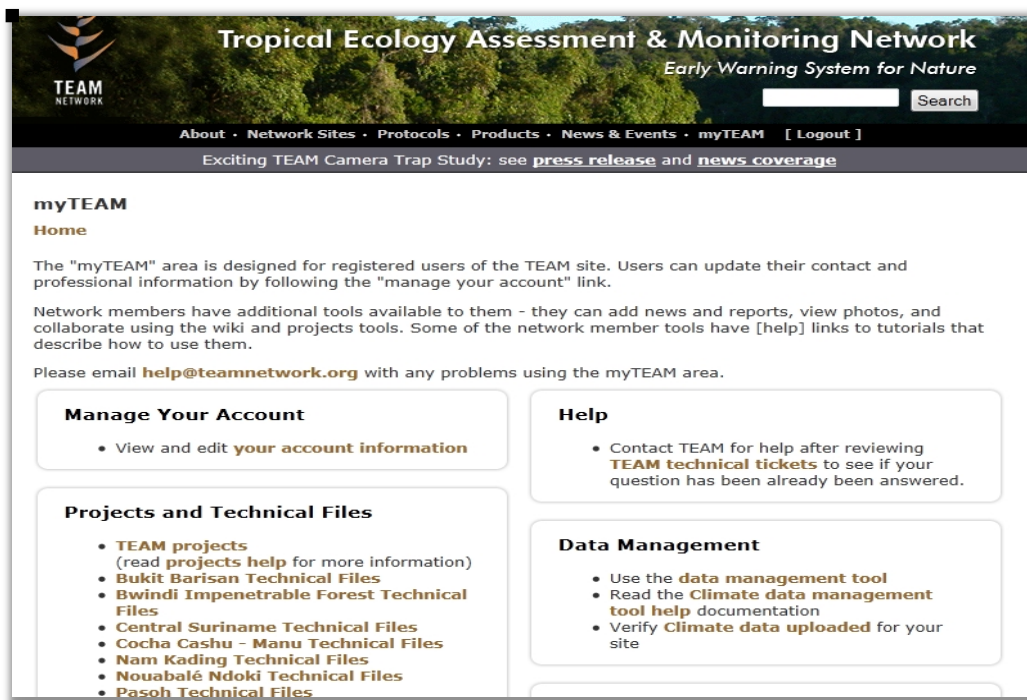 Tropical Ecology Assessment & Monitoring Network
Early Warning System for Nature
TEAM
NETWORK
Search
About • Network Sites • Protocols • Products • News & Events • myTEAM [ Logout ]
Exciting TEAM Camera Trap Study: see press release and news coverage
myTEAM
Home
The "myTEAM" area is designed for registered users of the TEAM site. Users can update their contact and
professional information by following the "manage your account" link.
Network members have additional tools available to them - they can add news and reports, view photos, and
collaborate using the wiki and projects tools. Some of the network member tools have [help] links to tutorials that
describe how to use them.
Please email help@teamnetwork.org with any problems using the myTEAM area.
Manage Your Account
• View and edit your account information
Projects and Technical Files
• TEAM projects
(read projects help for more information)
• Bukit Barisan Technical Files
• Bwindi Impenetrable Forest Technical
Files
• Central Suriname Technical Files
• Cocha Cashu - Manu Technical Files
• Nam Kading Technical Files
• Nouabalé Ndoki Technical Files
• Pasoh Technical Files
Help
• Contact TEAM for help after reviewing
TEAM technical tickets to see if your
question has been already been answered.
Data Management
• Use the data management tool
• Read the Climate data management
tool help documentation
• Verify Climate data uploaded for your
site